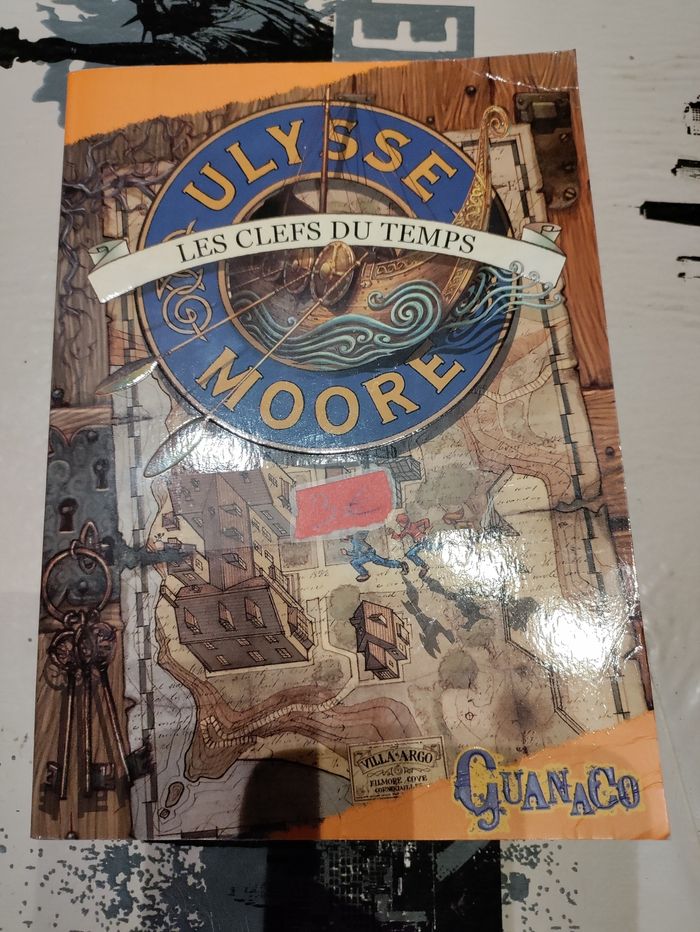 ULYSSE
LES CLEFS DU TEMPS
MOORE
VILLA ARGO
KILMORE COVE
CORNOUAILLES
GUANACO